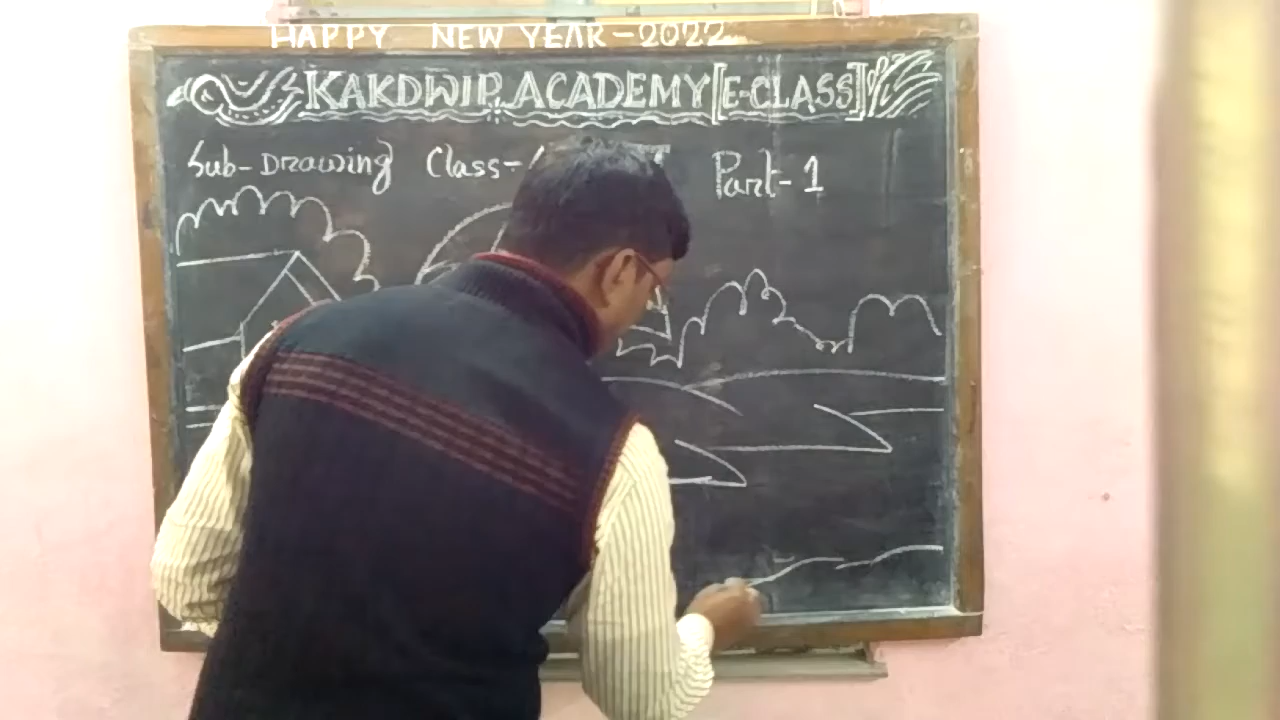 HAPPY NEW YEAR-2022
KAKDWIP ACADEMY [E-CLASS]
Sub-Drawing Class- Part-1